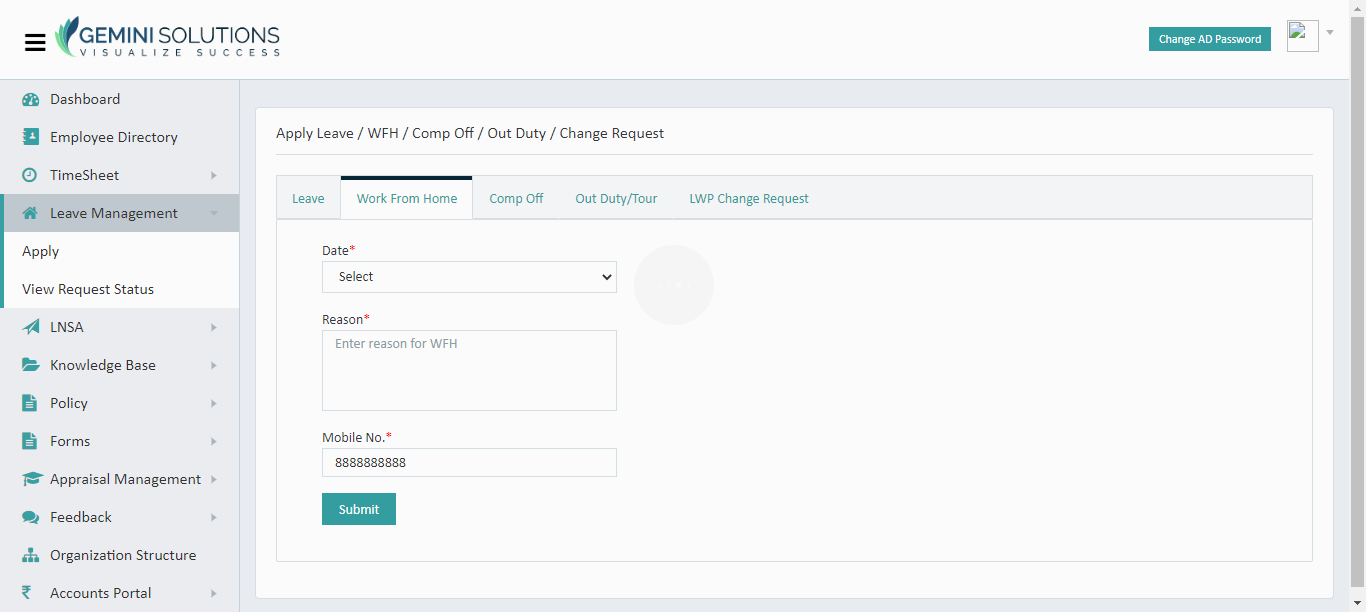 GEMINI SOLUTIONS
VISUALIZE SUCCESS
Change AD Password
Dashboard
Employee Directory
TimeSheet
Leave Management
Apply
View Request Status
LNSA
Knowledge Base
Policy
Forms
Appraisal Management
Feedback
Organization Structure
Accounts Portal
Apply Leave / WFH / Comp Off / Out Duty / Change Request
Leave Work From Home Comp Off Out Duty/Tour LWP Change Request
Date*
Select
Reason*
Enter reason for WFH
Mobile No.*
8888888888
Submit